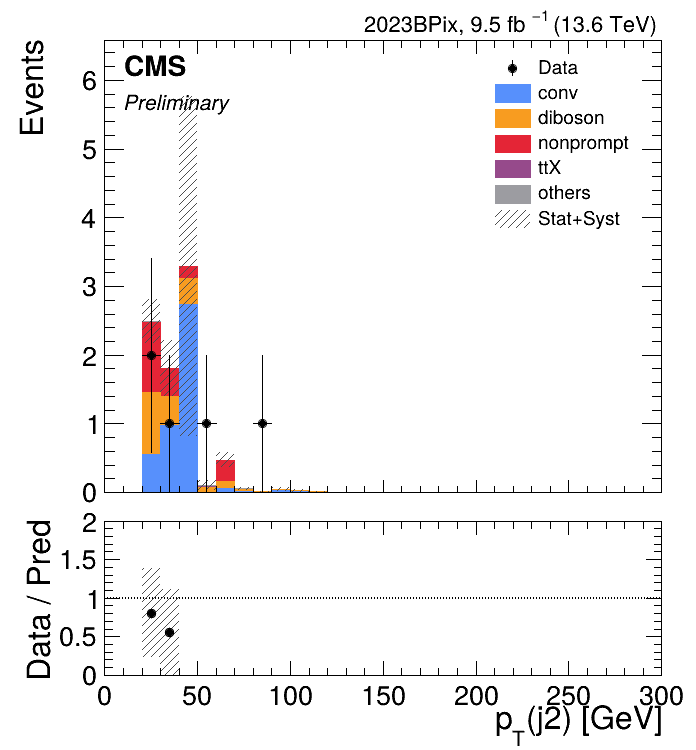 2023BPix, 9.5 fb⁻¹ (13.6 TeV)
CMS
Preliminary
Events
Data
conv
diboson
nonprompt
ttX
others
Stat+Syst
6
5
4
3
2
1
0
Data / Pred
2
1.5
1
0.5
0
0 50 100 150 200 250 300
p_T(j2) [GeV]